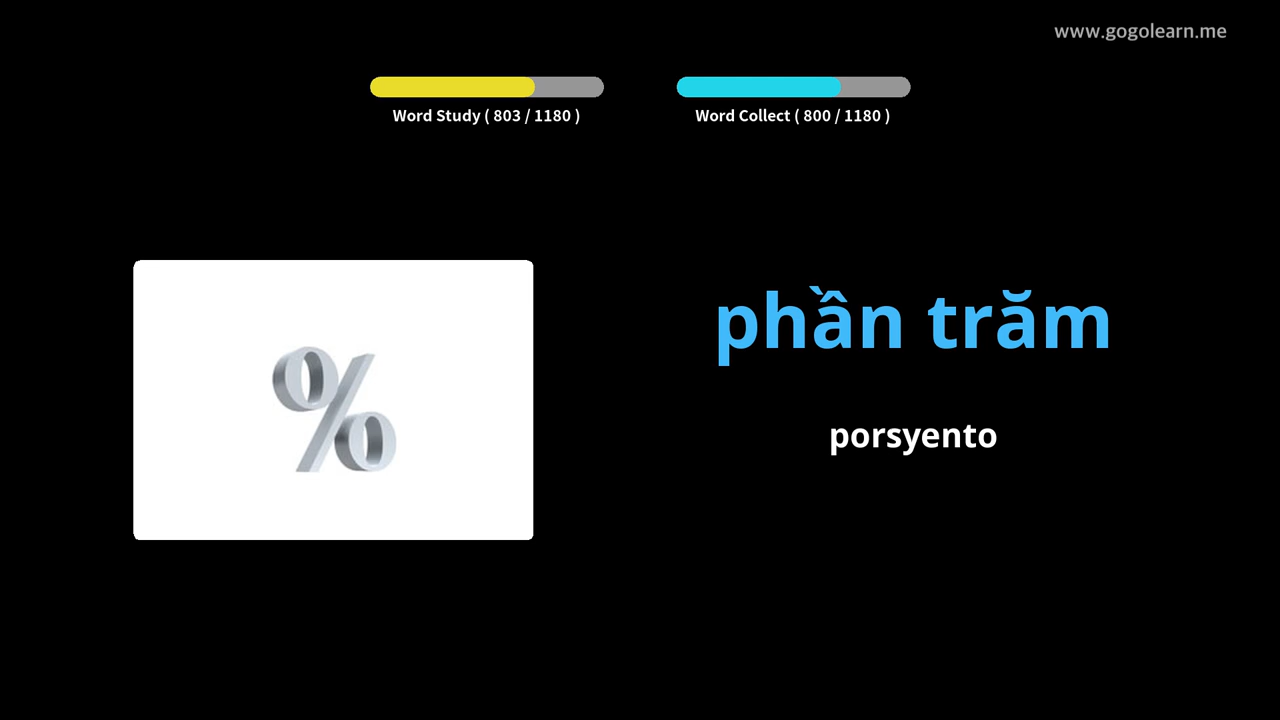 www.gogolearn.me
Word Study ( 803 / 1180 )
Word Collect ( 800 / 1180 )
%
phần trăm
porsyento